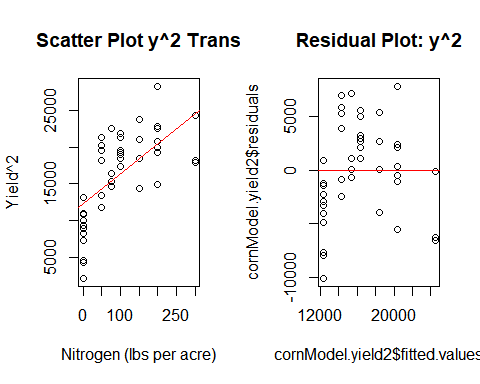 Scatter Plot y^2 Trans
Yield^2
5000
15000
25000
0
100
250
Nitrogen (lbs per acre)
Residual Plot: y^2
cornModel.yield2$residuals
-10000
0
5000
12000
20000
cornModel.yield2$fitted.values